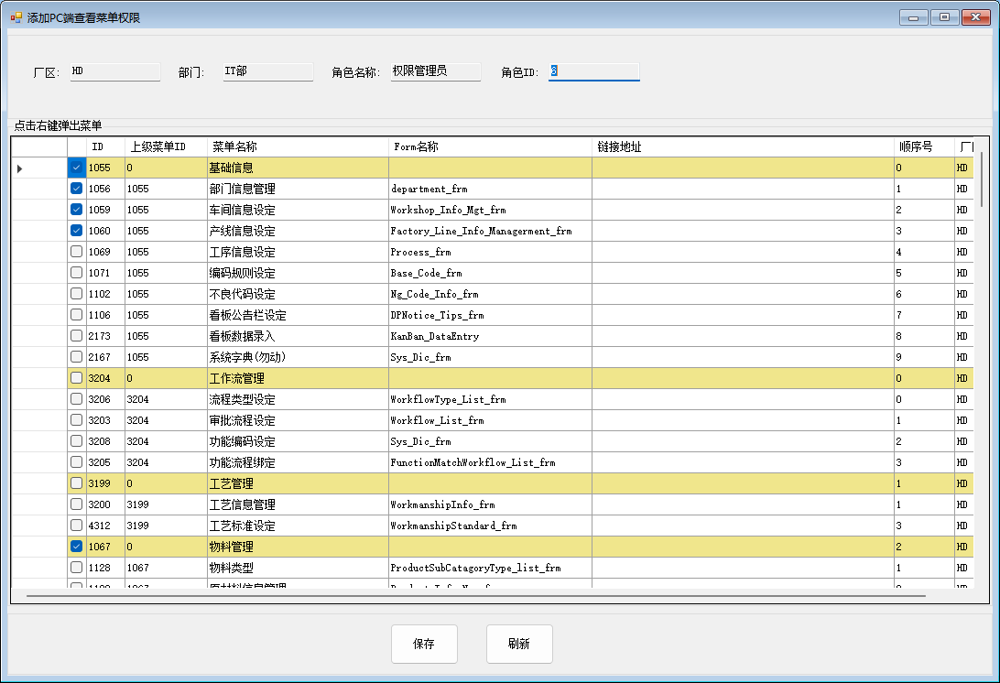 添加PC端查看菜单权限
厂区: HD 部门: IT部 角色名称: 权限管理员 角色ID: 6
点击右键弹出菜单
ID 上级菜单ID 菜单名称 Form名称 链接地址 顺序号 厂
1055 0 基础信息 0 HD
1056 1055 部门信息管理 department_frm 1 HD
1059 1055 车间信息设定 Workshop_Info_Mgt_frm 2 HD
1060 1055 产线信息设定 Factory_Line_Info_Managerment_frm 3 HD
1069 1055 工序信息设定 Process_frm 4 HD
1071 1055 编码规则设定 Base_Code_frm 5 HD
1102 1055 不良代码设定 Ng_Code_Info_frm 6 HD
1106 1055 看板公告栏设定 DPNotice_Tips_frm 7 HD
2173 1055 看板数据录入 KanBan_DataEntry 8 HD
2167 1055 系统字典(勿动) Sys_Dic_frm 9 HD
3204 0 工作流管理 0 HD
3206 3204 流程类型设定 WorkflowType_List_frm 0 HD
3203 3204 审批流程设定 Workflow_List_frm 1 HD
3208 3204 功能编码设定 Sys_Dic_frm 2 HD
3205 3204 功能流程绑定 FunctionMatchWorkflow_List_frm 3 HD
3199 0 工艺管理 1 HD
3200 3199 工艺信息管理 WorkmanshipInfo_frm 1 HD
4312 3199 工艺标准设定 WorkmanshipStandard_frm 3 HD
1067 0 物料管理 2 HD
1128 1067 物料类型 ProductSubCatagoryType_list_frm 1 HD
1067 原材料信息管理 HD
保存 刷新